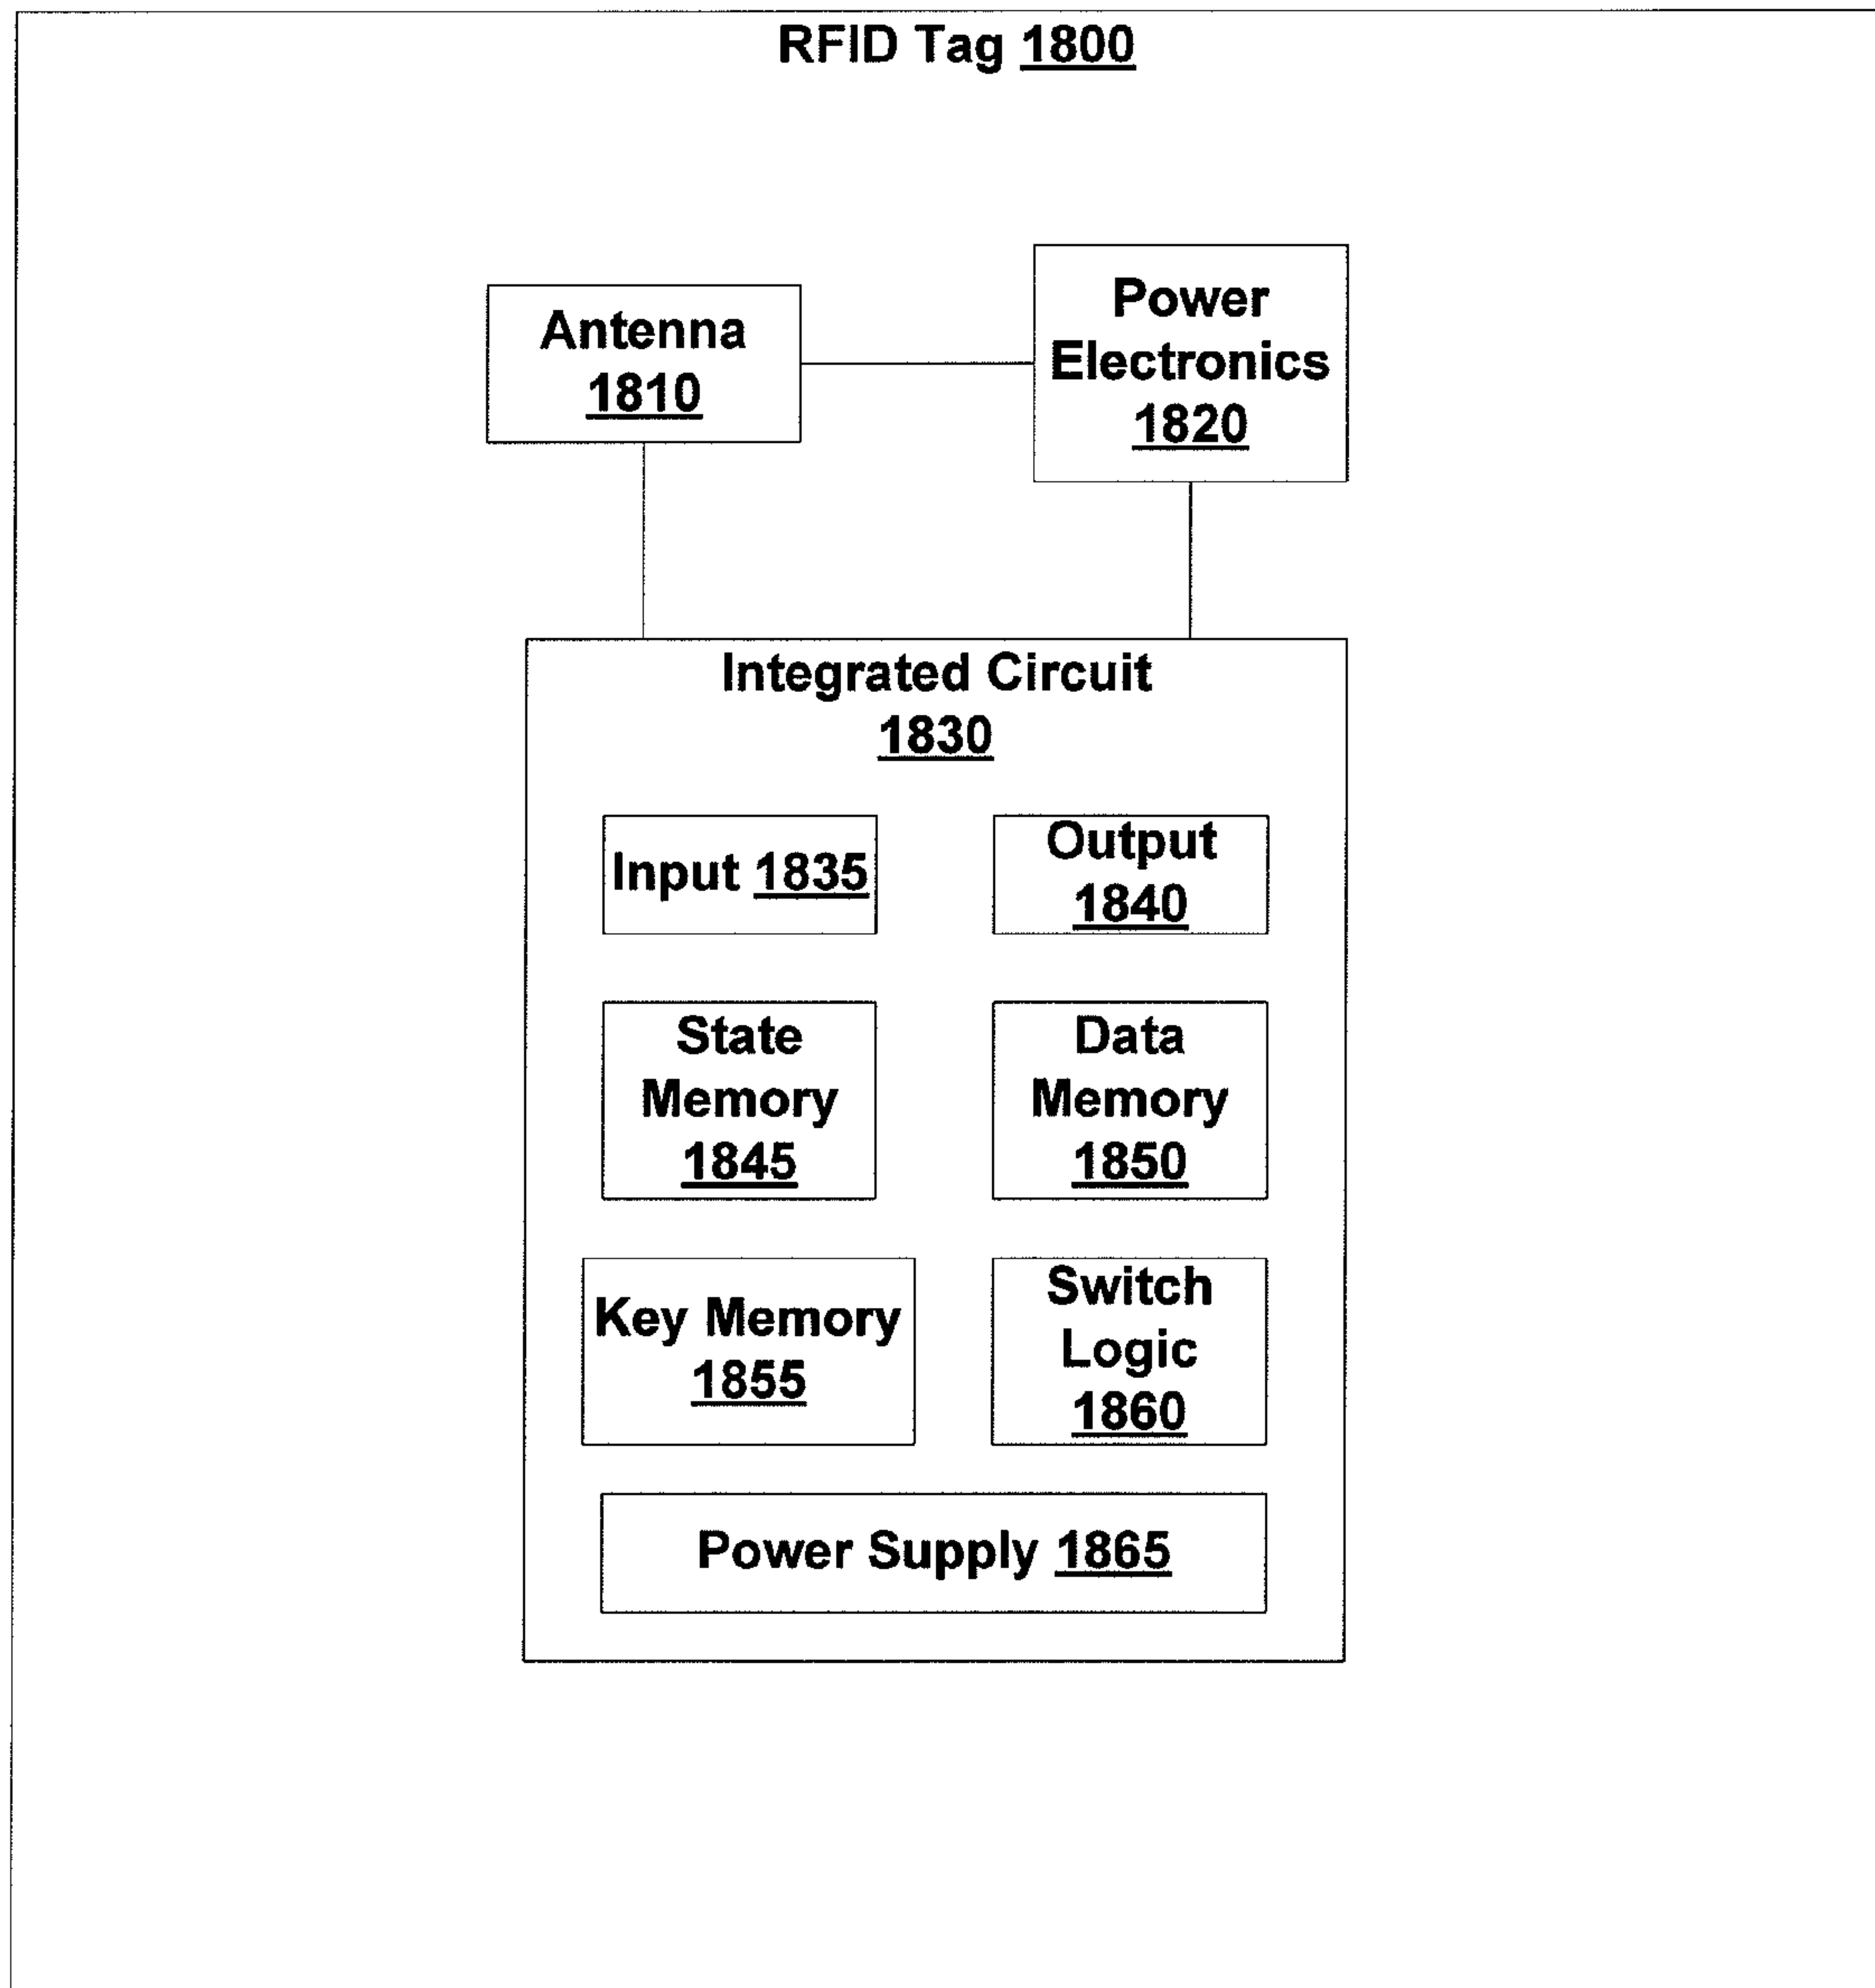 RFID Tag 1800
Antenna
1810
Power
Electronics
1820
Integrated Circuit
1830
Input 1835
Output
1840
State
Memory
1845
Data
Memory
1850
Key Memory
1855
Switch
Logic
1860
Power Supply 1865